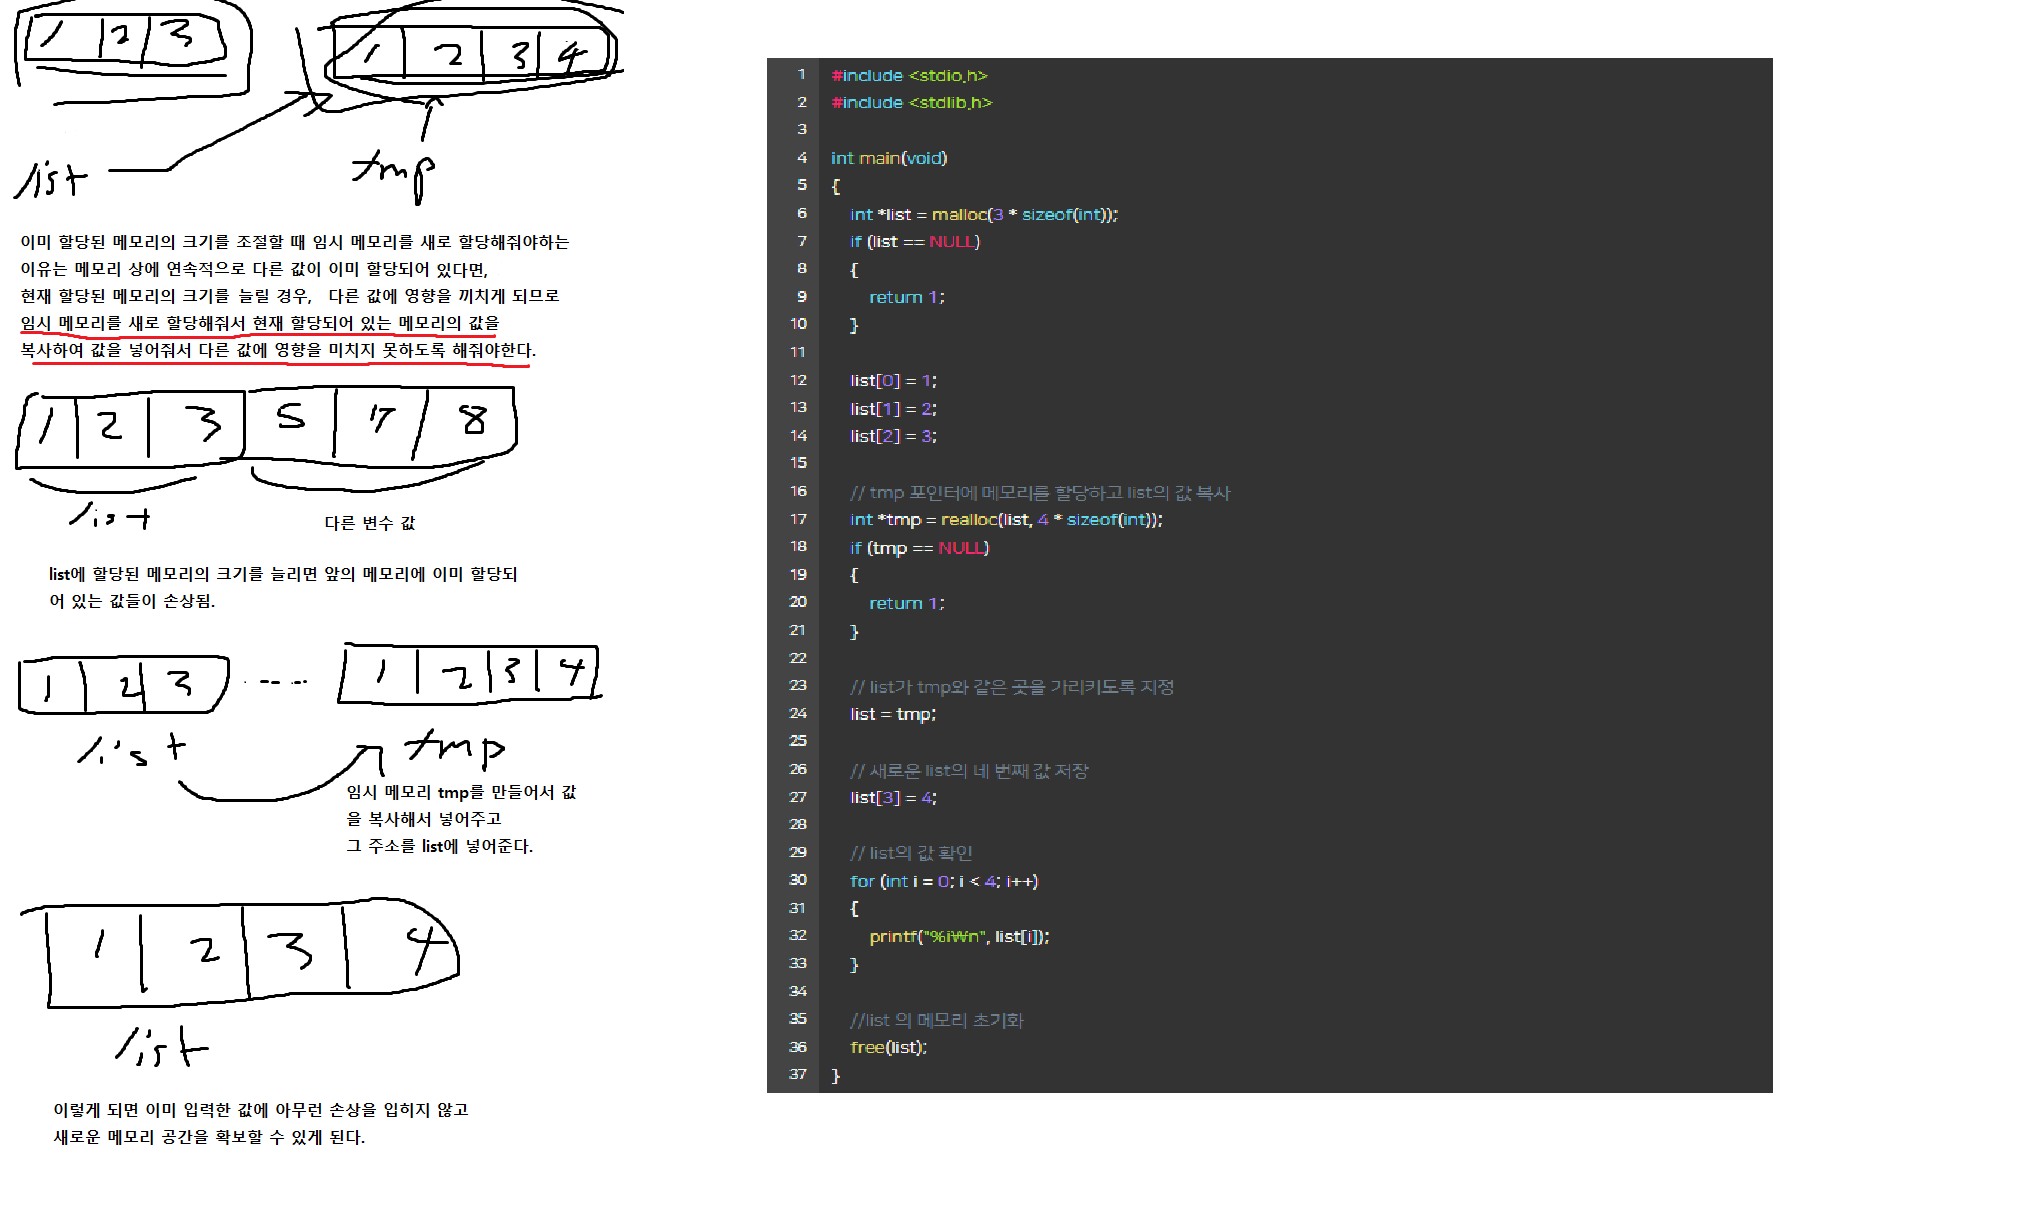 1 2 3
1 2 3 4
list
tmp
이미 할당된 메모리의 크기를 조절할 때 임시 메모리를 새로 할당해줘야하는
이유는 메모리 상에 연속적으로 다른 값이 이미 할당되어 있다면,
현재 할당된 메모리의 크기를 늘릴 경우, 다른 값에 영향을 끼치게 되므로
임시 메모리를 새로 할당해줘서 현재 할당되어 있는 메모리의 값을
복사하여 값을 넣어줘서 다른 값에 영향을 미치지 못하도록 해줘야한다.
1 2 3 5 7 8
list
다른 변수 값
list에 할당된 메모리의 크기를 늘리면 앞의 메모리에 이미 할당되
어 있는 값들이 손상됨.
1 2 3 ..... 1 2 3 4
list
tmp
임시 메모리 tmp를 만들어서 값
을 복사해서 넣어주고
그 주소를 list에 넣어준다.
1 2 3 4
list
이렇게 되면 이미 입력한 값에 아무런 손상을 입히지 않고
새로운 메모리 공간을 확보할 수 있게 된다.
1 #include <stdio.h>
2 #include <stdlib.h>
3
4 int main(void)
5 {
6 int *list = malloc(3 * sizeof(int));
7 if (list == NULL)
8 {
9 return 1;
10 }
11
12 list[0] = 1;
13 list[1] = 2;
14 list[2] = 3;
15
16 // tmp 포인터에 메모리를 할당하고 list의 값 복사
17 int *tmp = realloc(list, 4 * sizeof(int));
18 if (tmp == NULL)
19 {
20 return 1;
21 }
22
23 // list가 tmp와 같은 곳을 가리키도록 지정
24 list = tmp;
25
26 // 새로운 list의 네 번째 값 저장
27 list[3] = 4;
28
29 // list의 값 확인
30 for (int i = 0; i < 4; i++)
31 {
32 printf("%i₩n", list[i]);
33 }
34
35 //list 의 메모리 초기화
36 free(list);
37 }